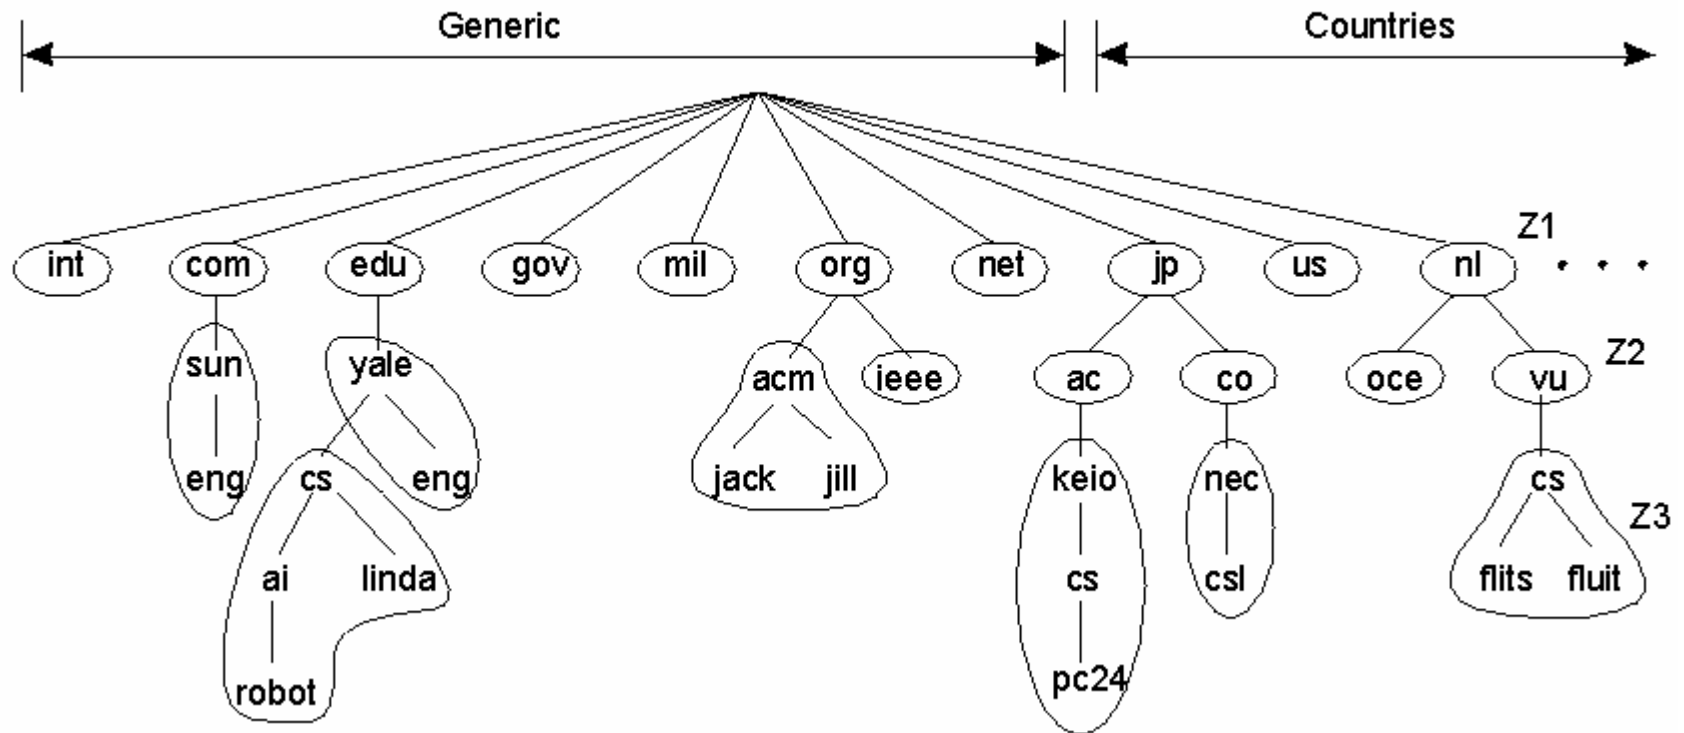 Generic Countries
Z1
int com edu gov mil org net jp us nl . . .
Z2
sun yale acm ieee ac co oce vu
eng cs eng jack jill keio nec cs
Z3
ai linda cs csl flits fluit
robot pc24